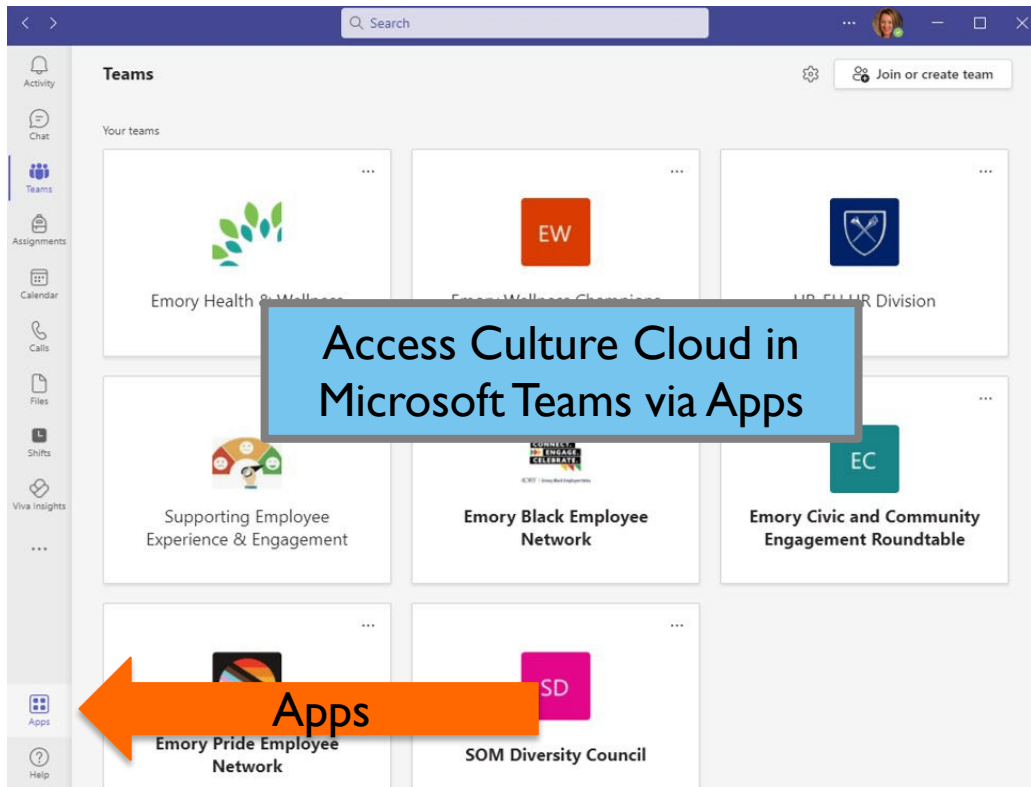 Search
Activity
Chat
Teams
Assignments
Calendar
Calls
Files
Shifts
Viva Insights
Apps
Help
Teams
Join or create team
Your teams
EW
Emory Health & Wellness
Emory Wellness Champions
HR-EU HR Division
Access Culture Cloud in
Microsoft Teams via Apps
CONNECT.
ENGAGE.
CELEBRATE.
EC
Supporting Employee
Experience & Engagement
Emory Black Employee
Network
Emory Civic and Community
Engagement Roundtable
SD
Apps
Emory Pride Employee
Network
SOM Diversity Council